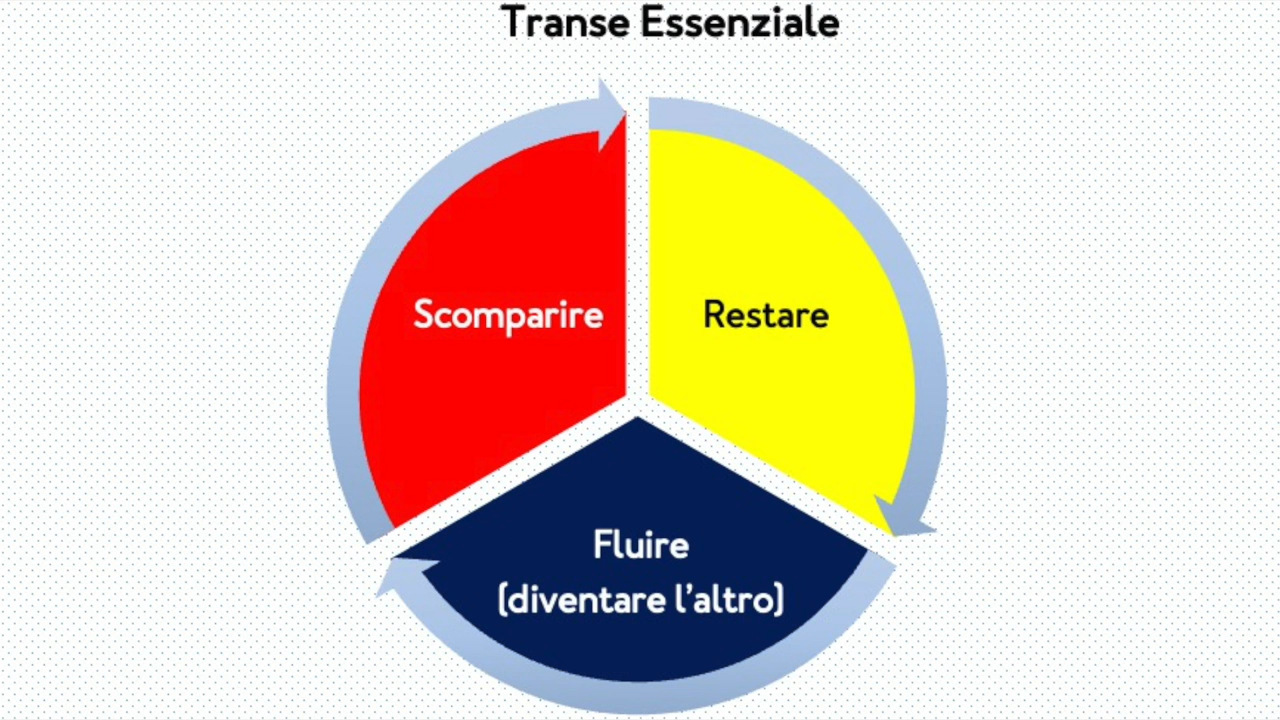 Transe Essenziale
Scomparire
Restare
Fluire
(diventare l'altro)